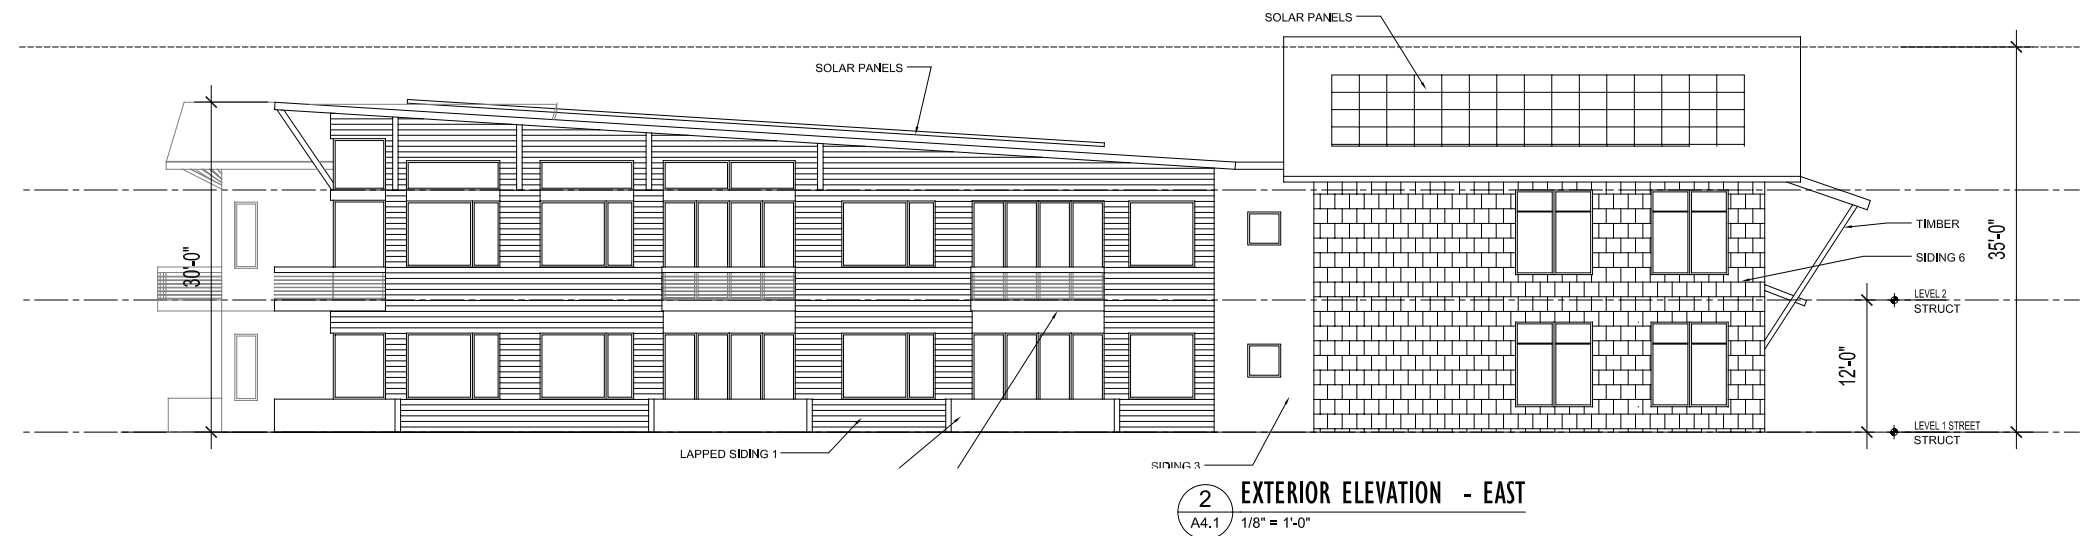 SOLAR PANELS
SOLAR PANELS
30'-0"
35'-0"
TIMBER
SIDING 6
LEVEL 2
STRUCT
12'-0"
LEVEL 1 STREET
STRUCT
LAPPED SIDING 1
SIDING 3
2
A4.1
EXTERIOR ELEVATION - EAST
1/8" = 1'-0"